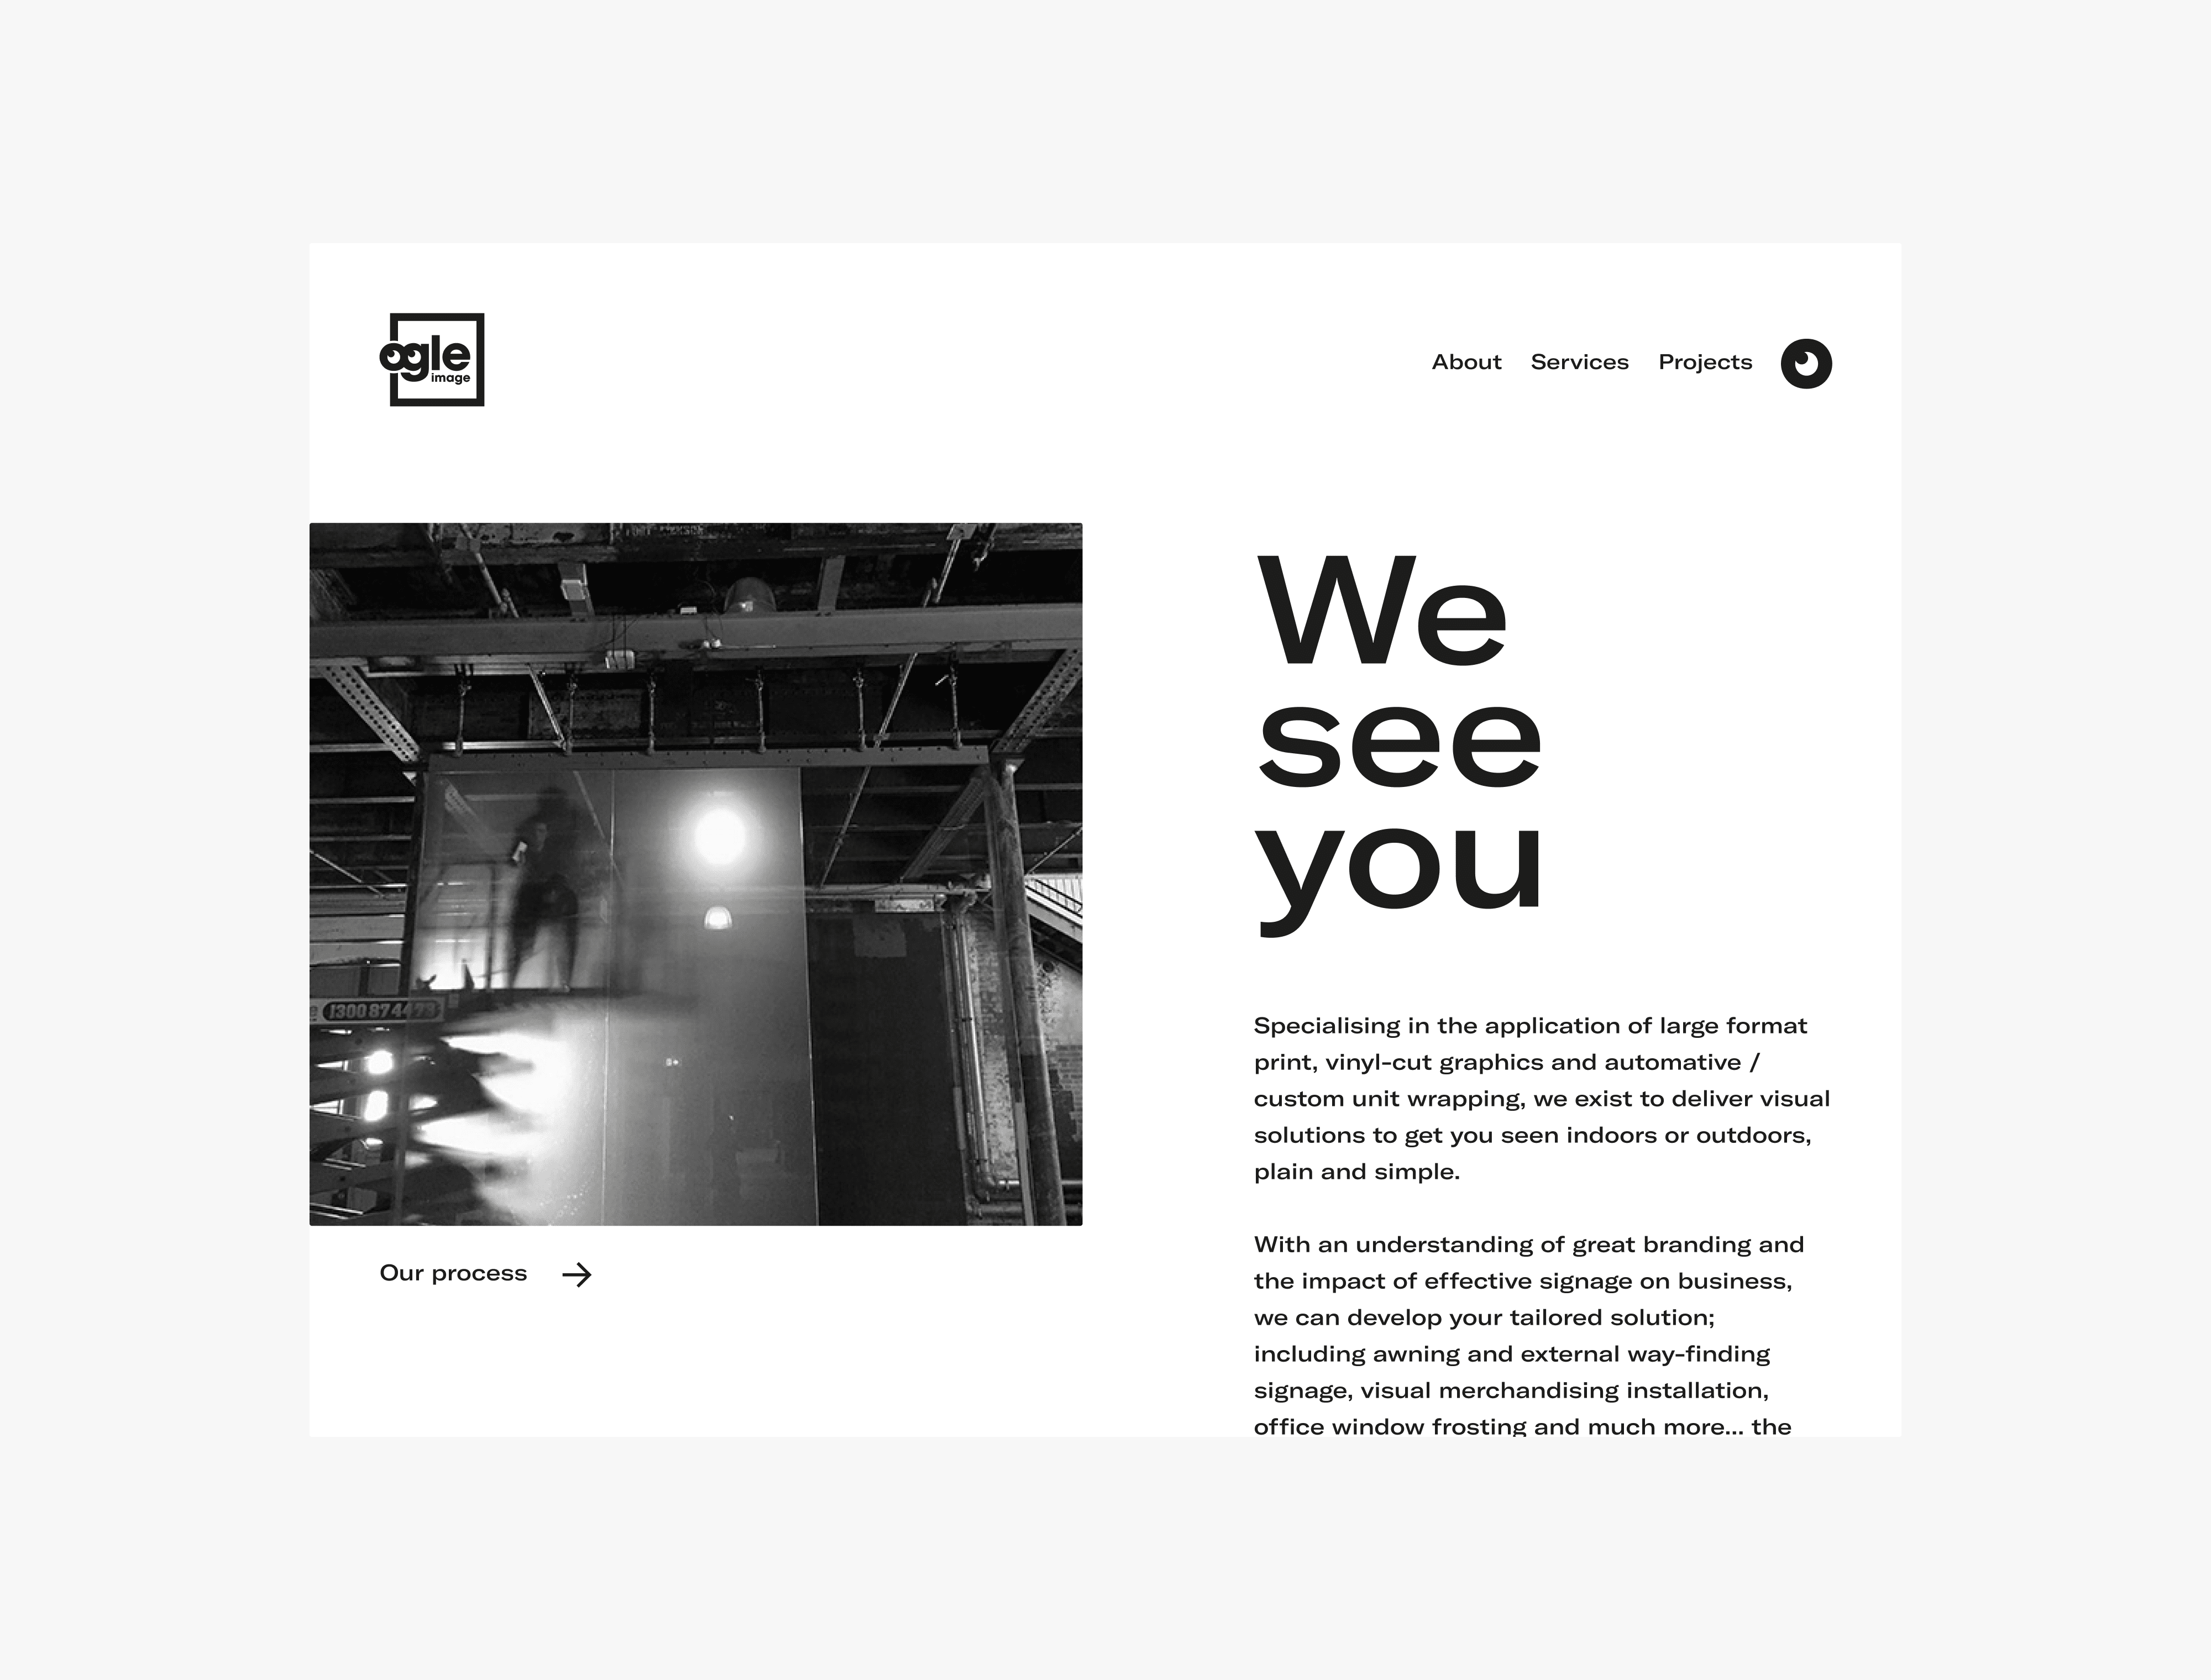 ogle
image
About Services Projects
We
see
you
1300 874473
Specialising in the application of large format
print, vinyl-cut graphics and automative /
custom unit wrapping, we exist to deliver visual
solutions to get you seen indoors or outdoors,
plain and simple.
With an understanding of great branding and
the impact of effective signage on business,
we can develop your tailored solution;
including awning and external way-finding
signage, visual merchandising installation,
office window frosting and much more... the
Our process